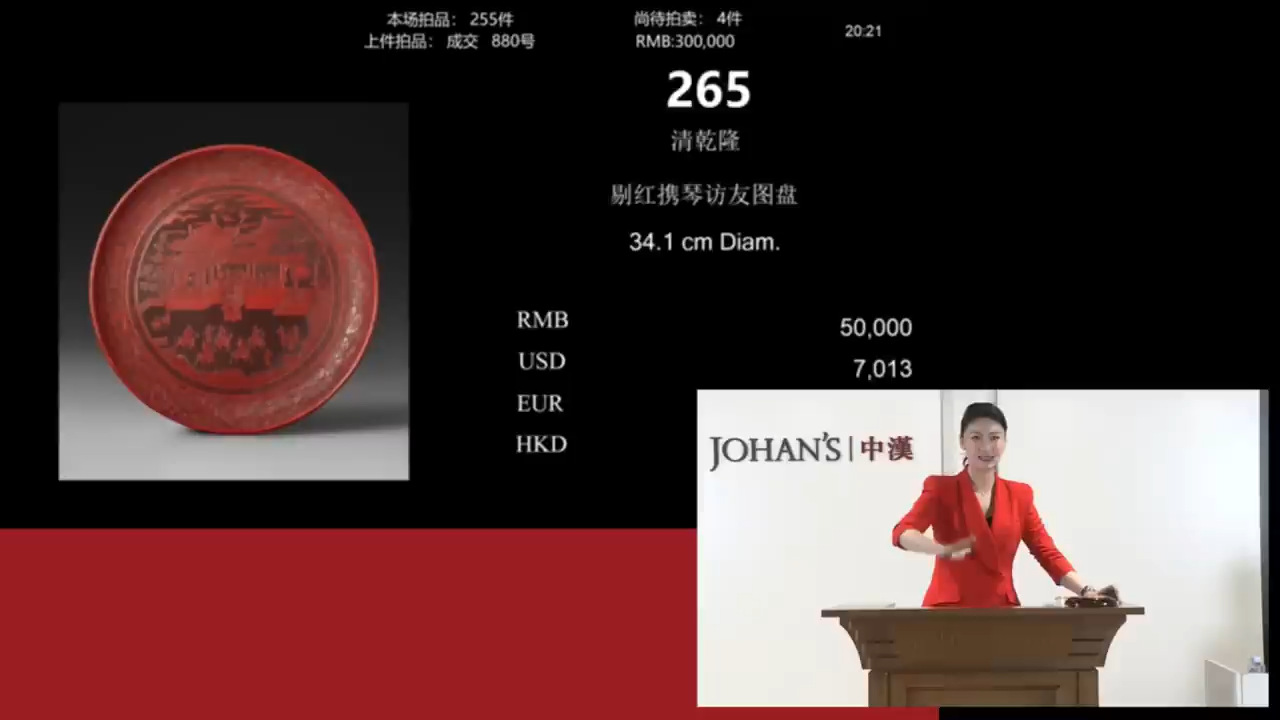 本场拍品： 255件
尚待拍卖： 4件
上件拍品： 成交 880号
RMB:300,000
20:21
265
清乾隆
剔红携琴访友图盘
34.1 cm Diam.
RMB 50,000
USD 7,013
EUR
HKD
JOHAN'S | 中漢